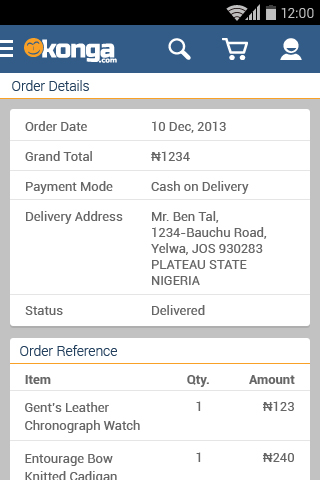 12:00
konga
.com
Order Details
Order Date 10 Dec, 2013
Grand Total ₦1234
Payment Mode Cash on Delivery
Delivery Address Mr. Ben Tal,
1234-Bauchu Road,
Yelwa, JOS 930283
PLATEAU STATE
NIGERIA
Status Delivered
Order Reference
Item Qty. Amount
Gent's Leather 1 ₦123
Chronograph Watch
Entourage Bow 1 ₦240
Knitted Cadigan